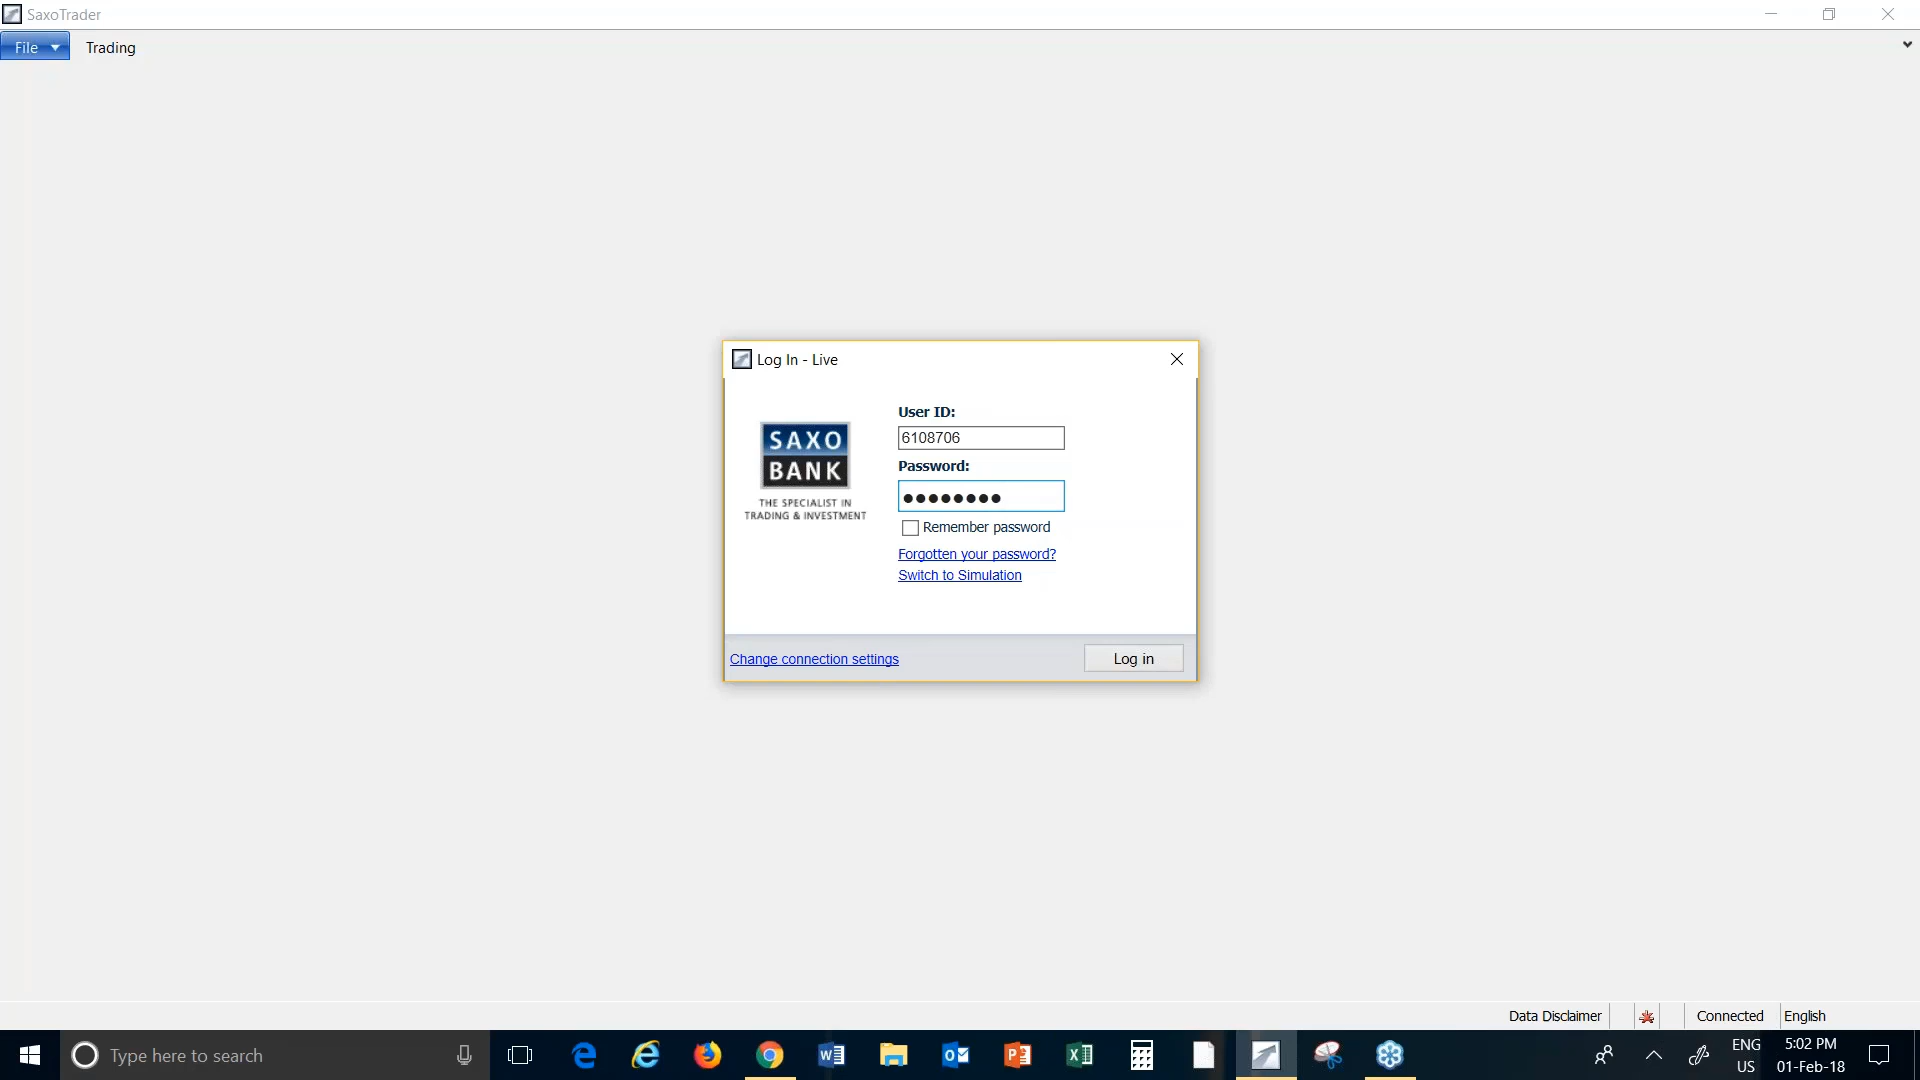 SaxoTrader
File
Trading
Log In - Live
User ID:
6108706
Password:
●●●●●●●●
Remember password
Forgotten your password?
Switch to Simulation
SAXO
BANK
THE SPECIALIST IN
TRADING & INVESTMENT
Change connection settings
Log in
Data Disclaimer
Connected
English
Type here to search
ENG
US
5:02 PM
01-Feb-18